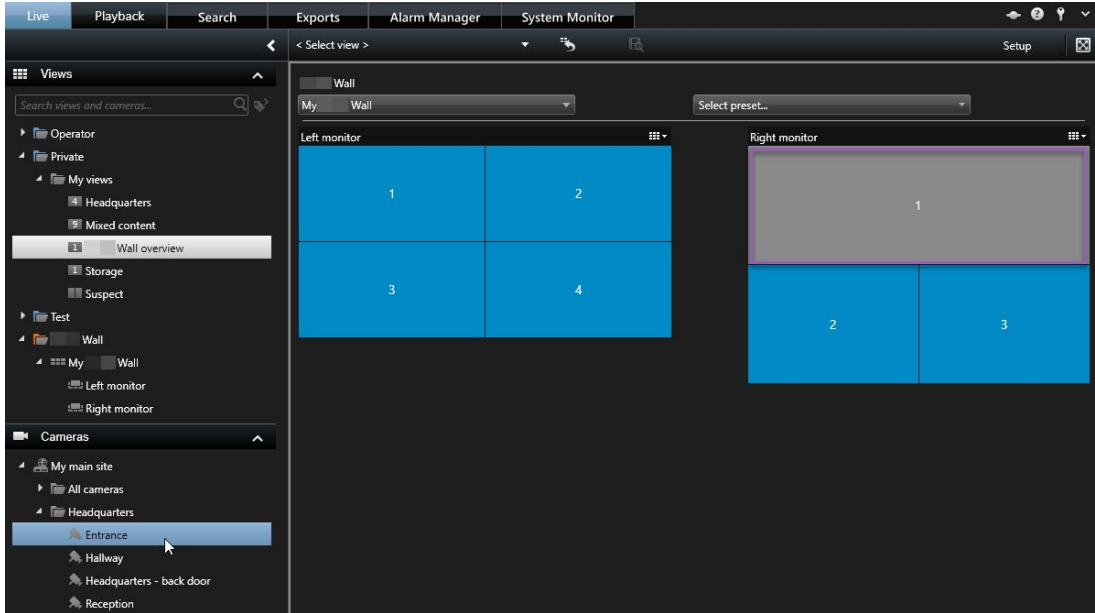 Live Playback Search Exports Alarm Manager System Monitor
< Select view > Setup
Views
Search views and cameras...
Operator
Private
My views
4 Headquarters
9 Mixed content
1 Wall overview
1 Storage
Suspect
Test
Wall
My Wall
Left monitor
Right monitor
Cameras
My main site
All cameras
Headquarters
Entrance
Hallway
Headquarters - back door
Reception
Wall
My Wall Select preset...
Left monitor
1 2
3 4
Right monitor
1
2 3